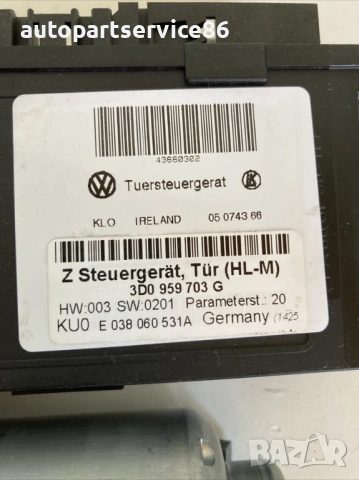 autopartservice86
43660302
Tuersteuergerat
KLO IRELAND 05 0743 66
Z Steuergerät, Tür (HL-M)
3D0 959 703 G
HW:003 SW:0201 Parameterst.: 20
KU0 E 038 060 531A Germany (1425
BAZAR